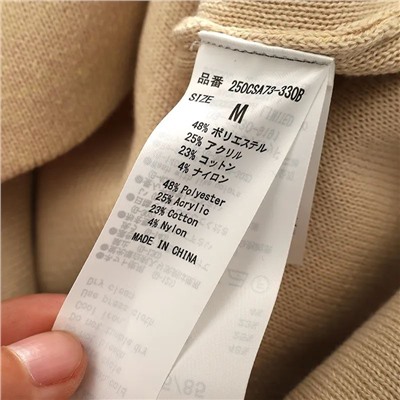 品番 25DCSA73-330B
SIZE M
48% ポリエステル
25% アクリル
23% コットン
4% ナイロン
48% Polyester
25% Acrylic
23% Cotton
4% Nylon
MADE IN CHINA